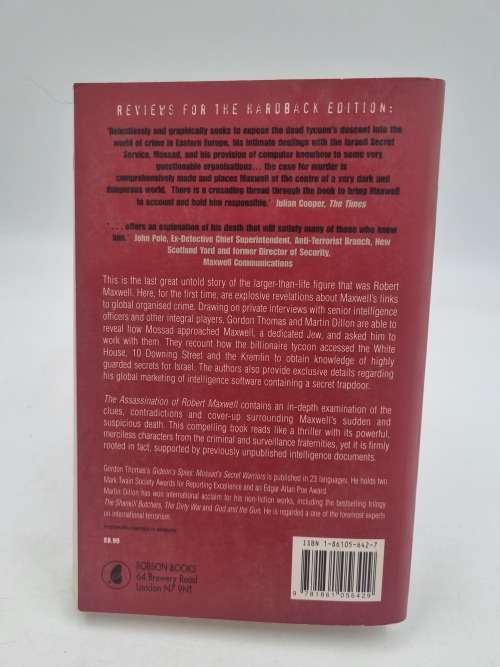 REVIEWS FOR THE HARDBACK EDITION:
'Relentlessly and graphically seeks to expose the dead tycoon's descent into the
world of crime in Eastern Europe, his intimate dealings with the Israeli Secret
Service, Mossad, and his provision of computer knowhow to some very
questionable organisations... The case for murder is
comprehensively made and places Maxwell at the centre of a very dark and
dangerous world. There is a crusading thread through the book to bring Maxwell
to account and hold him responsible.' Julian Cooper, The Times
'. . . offers an explanation of his death that will satisfy many of those who knew
him.' John Pole, Ex-Detective Chief Superintendent, Anti-Terrorist Branch, New
Scotland Yard and former Director of Security,
Maxwell Communications
This is the last great untold story of the larger-than-life figure that was Robert
Maxwell. Here, for the first time, are explosive revelations about Maxwell's links
to global organised crime. Drawing on private interviews with senior intelligence
officers and other integral players, Gordon Thomas and Martin Dillon are able to
reveal how Mossad approached Maxwell, a dedicated Jew, and asked him to
work with them. They recount how the billionaire tycoon accessed the White
House, 10 Downing Street and the Kremlin to obtain knowledge of highly
guarded secrets for Israel. The authors also provide exclusive details regarding
his global marketing of intelligence software containing a secret trapdoor.
The Assassination of Robert Maxwell contains an in-depth examination of the
clues, contradictions and cover-up surrounding Maxwell's sudden and
suspicious death. This compelling book reads like a thriller with its powerful,
merciless characters from the criminal and surveillance fraternities, yet it is firmly
rooted in fact, supported by previously unpublished intelligence documents.
Gordon Thomas's Gideon's Spies: Mossad's Secret Warriors is published in 23 languages. He holds two
Mark Twain Society Awards for Reporting Excellence and an Edgar Allan Poe Award.
Martin Dillon has won international acclaim for his non-fiction works, including the bestselling trilogy
The Shankill Butchers, The Dirty War and God and the Gun. He is regarded a one of the foremost experts
on international terrorism.
£8.99
ROBSON BOOKS
64 Brewery Road
London N7 9NT
ISBN 1-86105-642-7
9 781861 056429